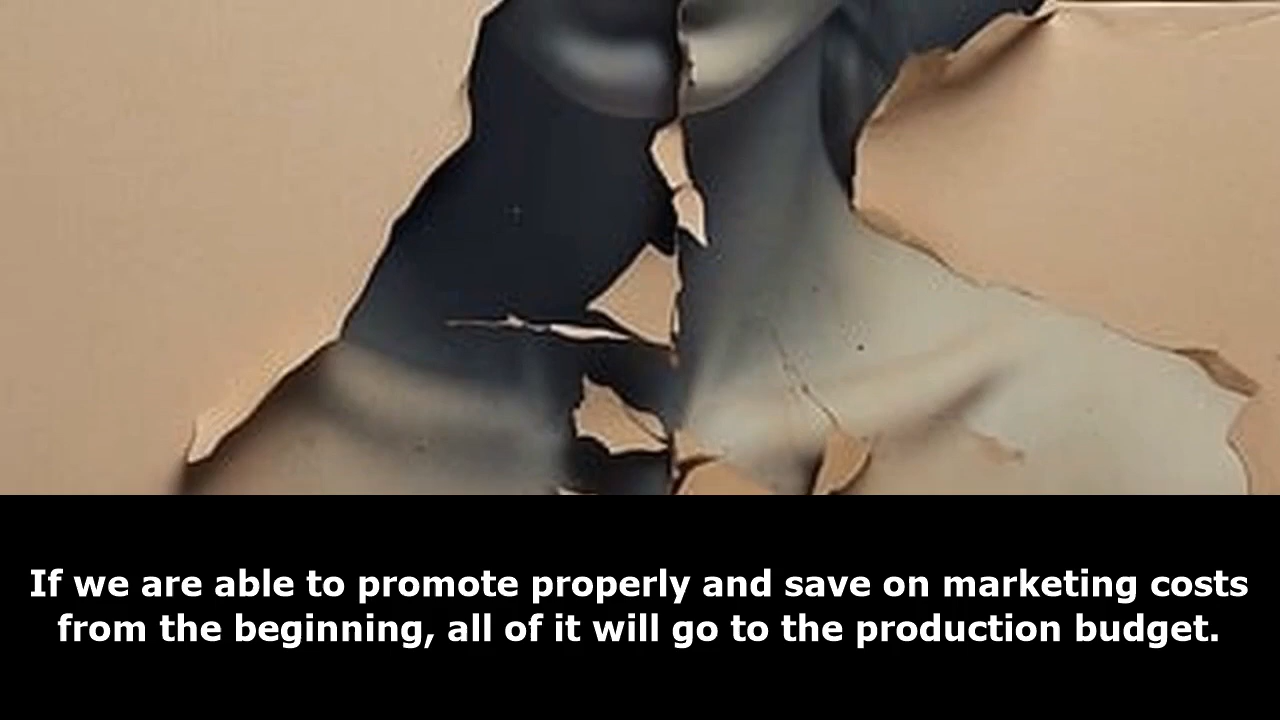 If we are able to promote properly and save on marketing costs
from the beginning, all of it will go to the production budget.